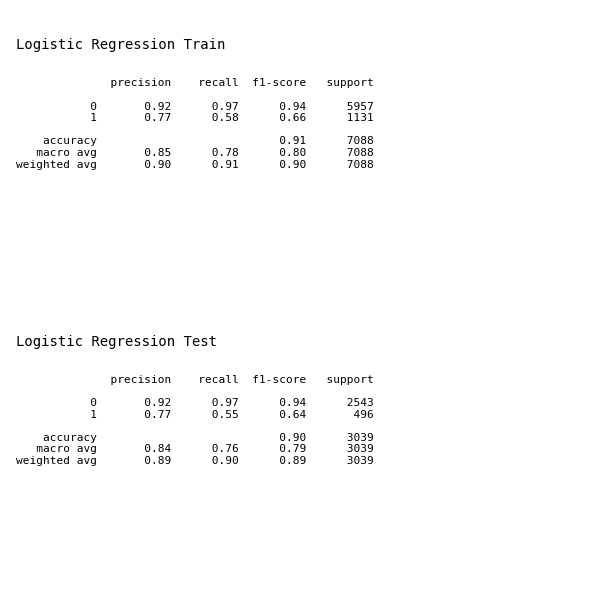 Logistic Regression Train
precision recall f1-score support
0 0.92 0.97 0.94 5957
1 0.77 0.58 0.66 1131
accuracy 0.91 7088
macro avg 0.85 0.78 0.80 7088
weighted avg 0.90 0.91 0.90 7088
Logistic Regression Test
precision recall f1-score support
0 0.92 0.97 0.94 2543
1 0.77 0.55 0.64 496
accuracy 0.90 3039
macro avg 0.84 0.76 0.79 3039
weighted avg 0.89 0.90 0.89 3039